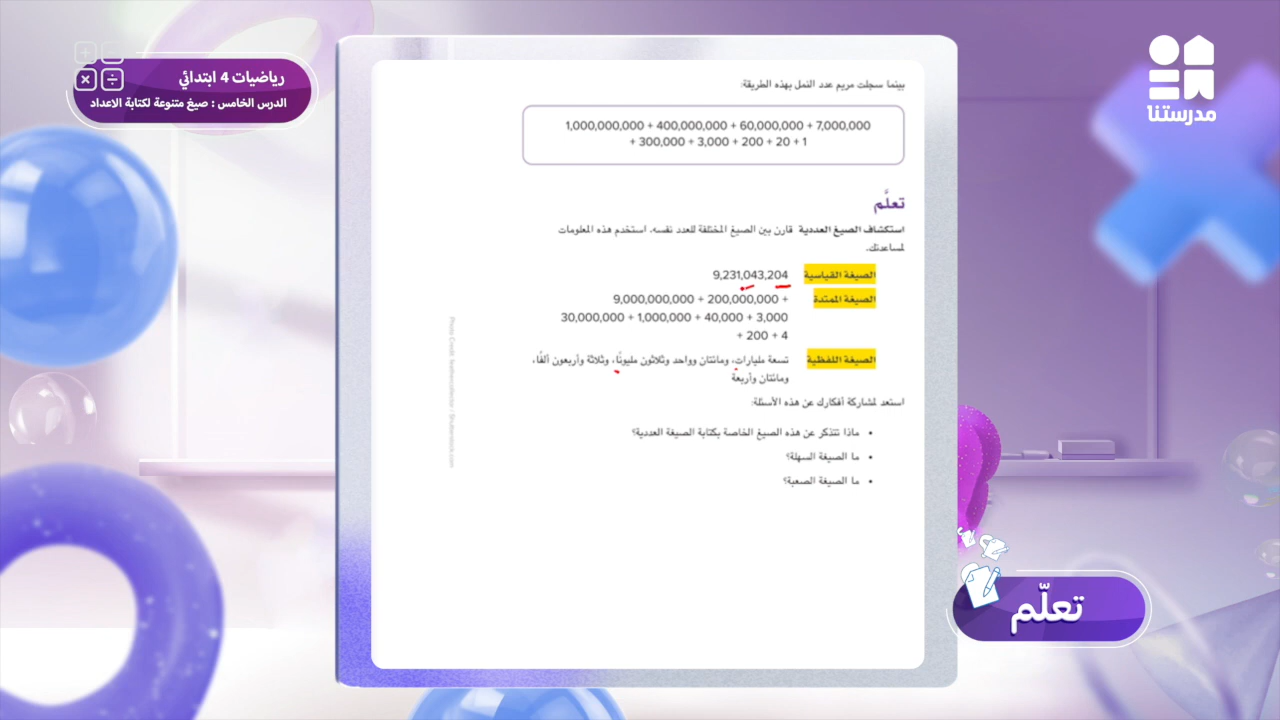 رياضيات 4 ابتدائي
الدرس الخامس : صيغ متنوعة لكتابة الاعداد
مدرستنا
بينما سجلت مريم عدد النمل بهذه الطريقة:
1,000,000,000 + 400,000,000 + 60,000,000 + 7,000,000
+ 300,000 + 3,000 + 200 + 20 + 1
تعلَّم
استكشاف الصيغ العددية قارن بين الصيغ المختلفة للعدد نفسه. استخدم هذه المعلومات
لمساعدتك.
الصيغة القياسية 9,231,043,204
الصيغة الممتدة 9,000,000,000 + 200,000,000 +
30,000,000 + 1,000,000 + 40,000 + 3,000
+ 200 + 4
الصيغة اللفظية تسعة مليارات، ومائتان وواحد وثلاثون مليونًا، وثلاثة وأربعون ألفًا،
ومائتان وأربعة
استعد لمشاركة أفكارك عن هذه الأسئلة:
• ماذا تتذكر عن هذه الصيغ الخاصة بكتابة الصيغة العددية؟
• ما الصيغة السهلة؟
• ما الصيغة الصعبة؟
تعلّم